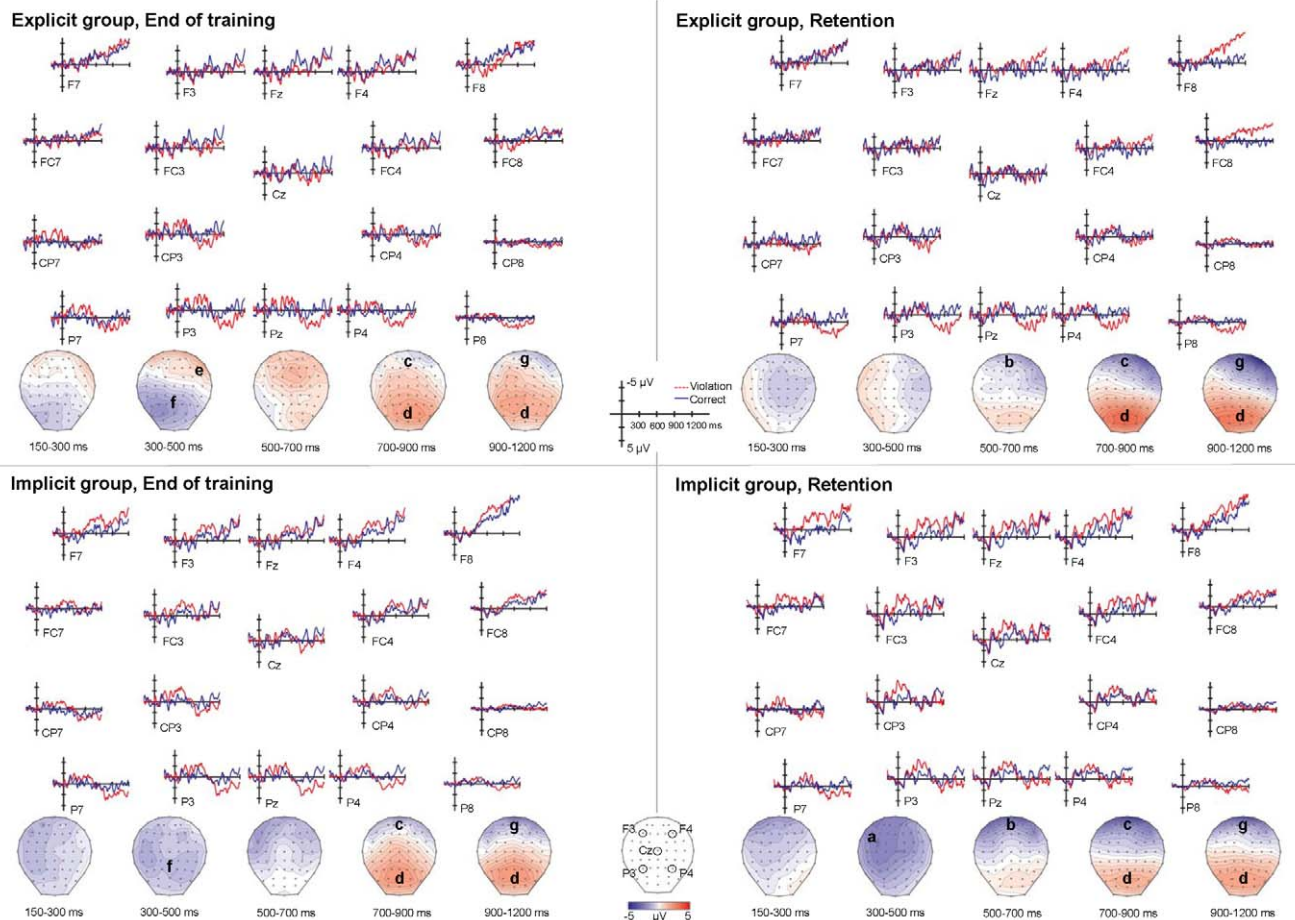 Explicit group, End of training
F7
F3
Fz
F4
F8
FC7
FC3
Cz
FC4
FC8
CP7
CP3
CP4
CP8
P7
P3
Pz
P4
P8
e
f
c
d
g
d
150-300 ms
300-500 ms
500-700 ms
700-900 ms
900-1200 ms
Explicit group, Retention
F7
F3
Fz
F4
F8
FC7
FC3
Cz
FC4
FC8
CP7
CP3
CP4
CP8
P7
P3
Pz
P4
P8
b
c
d
g
d
150-300 ms
300-500 ms
500-700 ms
700-900 ms
900-1200 ms
-5 µV
Violation
Correct
300 600 900 1200 ms
5 µV
Implicit group, End of training
F7
F3
Fz
F4
F8
FC7
FC3
Cz
FC4
FC8
CP7
CP3
CP4
CP8
P7
P3
Pz
P4
P8
f
c
d
g
d
150-300 ms
300-500 ms
500-700 ms
700-900 ms
900-1200 ms
F3 F4
Cz
P3 P4
-5 µV 5
Implicit group, Retention
F7
F3
Fz
F4
F8
FC7
FC3
Cz
FC4
FC8
CP7
CP3
CP4
CP8
P7
P3
Pz
P4
P8
a
b
c
d
g
d
150-300 ms
300-500 ms
500-700 ms
700-900 ms
900-1200 ms